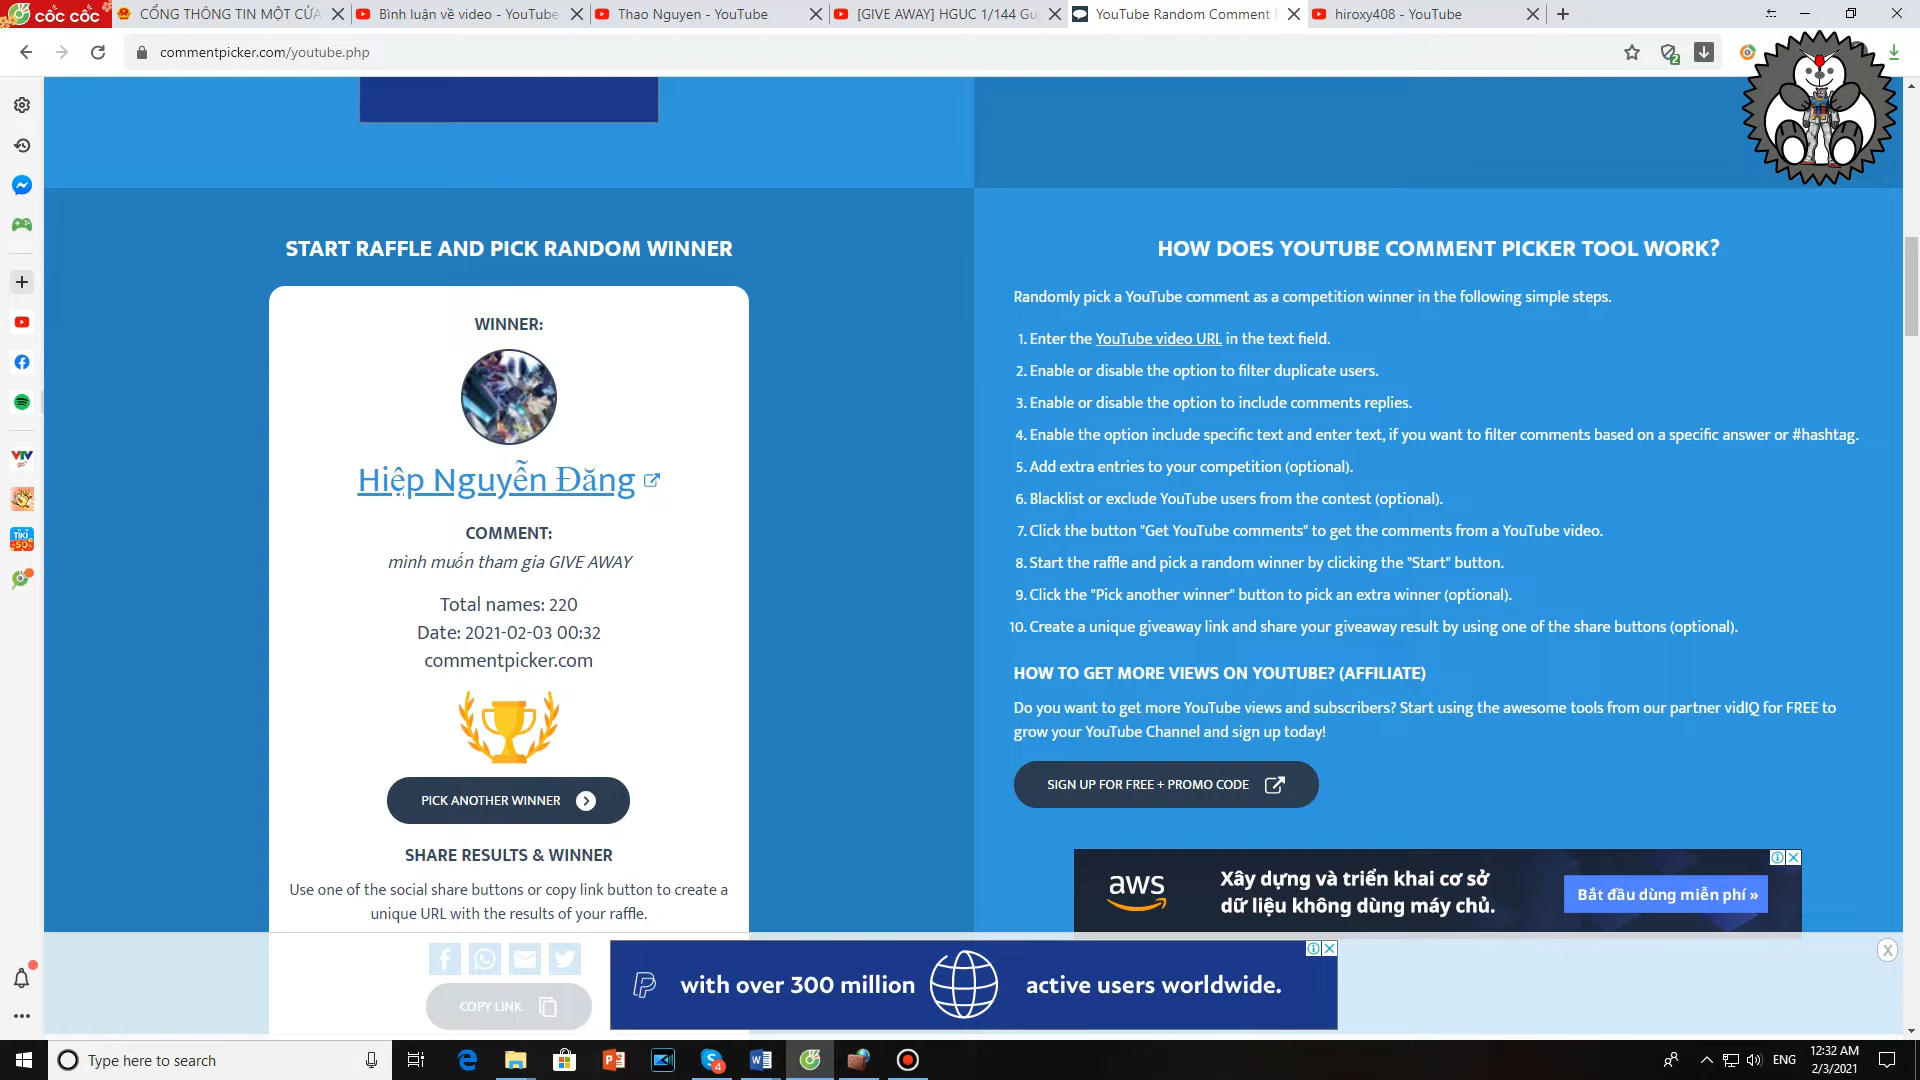 cốc cốc
CỔNG THÔNG TIN MỘT CỬA
Bình luận về video - YouTube
Thao Nguyen - YouTube
[GIVE AWAY] HGUC 1/144 Gu
YouTube Random Comment
hiroxy408 - YouTube
commentpicker.com/youtube.php
2
START RAFFLE AND PICK RANDOM WINNER
WINNER:
Hiệp Nguyễn Đăng
COMMENT:
mình muốn tham gia GIVE AWAY
Total names: 220
Date: 2021-02-03 00:32
commentpicker.com
PICK ANOTHER WINNER
SHARE RESULTS & WINNER
Use one of the social share buttons or copy link button to create a
unique URL with the results of your raffle.
COPY LINK
HOW DOES YOUTUBE COMMENT PICKER TOOL WORK?
Randomly pick a YouTube comment as a competition winner in the following simple steps.
1. Enter the YouTube video URL in the text field.
2. Enable or disable the option to filter duplicate users.
3. Enable or disable the option to include comments replies.
4. Enable the option include specific text and enter text, if you want to filter comments based on a specific answer or #hashtag.
5. Add extra entries to your competition (optional).
6. Blacklist or exclude YouTube users from the contest (optional).
7. Click the button "Get YouTube comments" to get the comments from a YouTube video.
8. Start the raffle and pick a random winner by clicking the "Start" button.
9. Click the "Pick another winner" button to pick an extra winner (optional).
10. Create a unique giveaway link and share your giveaway result by using one of the share buttons (optional).
HOW TO GET MORE VIEWS ON YOUTUBE? (AFFILIATE)
Do you want to get more YouTube views and subscribers? Start using the awesome tools from our partner vidIQ for FREE to
grow your YouTube Channel and sign up today!
SIGN UP FOR FREE + PROMO CODE
aws
Xây dựng và triển khai cơ sở
dữ liệu không dùng máy chủ.
Bắt đầu dùng miễn phí »
with over 300 million
active users worldwide.
X
Type here to search
4
ENG
12:32 AM
2/3/2021